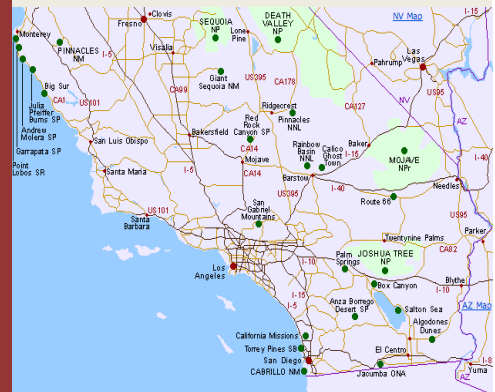 Monterey
Clovis
Fresno
SEQUOIA
NP
Lone
Pine
DEATH
VALLEY
NP
NV Map
I-15
PINNACLES
NM
I-5
Visalia
Giant
Sequoia NM
US395
CA178
Pahrump
Las
Vegas
US95
Big Sur
CA1
US101
CA99
Ridgecrest
Pinnacles
NNL
CA127
NV
AZ
Julia
Pfeiffer
Burns SP
Andrew
Molera SP
Garrapata SP
Point
Lobos SR
San Luis Obispo
Bakersfield
Red
Rock
Canyon SP
CA14
Mojave
CA14
Rainbow
Basin
NNL
Calico
Ghost
Town
Baker
I-15
MOJAVE
NPr
I-40
Santa Maria
I-5
Barstow
US395
I-40
Route 66
Needles
US95
US101
Santa
Barbara
San
Gabriel
Mountains
Twentynine Palms
Parker
CA62
Los
Angeles
I-10
Palm
Springs
JOSHUA TREE
NP
Box Canyon
I-10
Blythe
I-15
I-5
Anza Borrego
Desert SP
Salton Sea
AZ Map
Algodones
Dunes
California Missions
Torrey Pines SB
San Diego
CABRILLO NM
El Centro
Jacumba ONA
I-8
Yuma
AZ